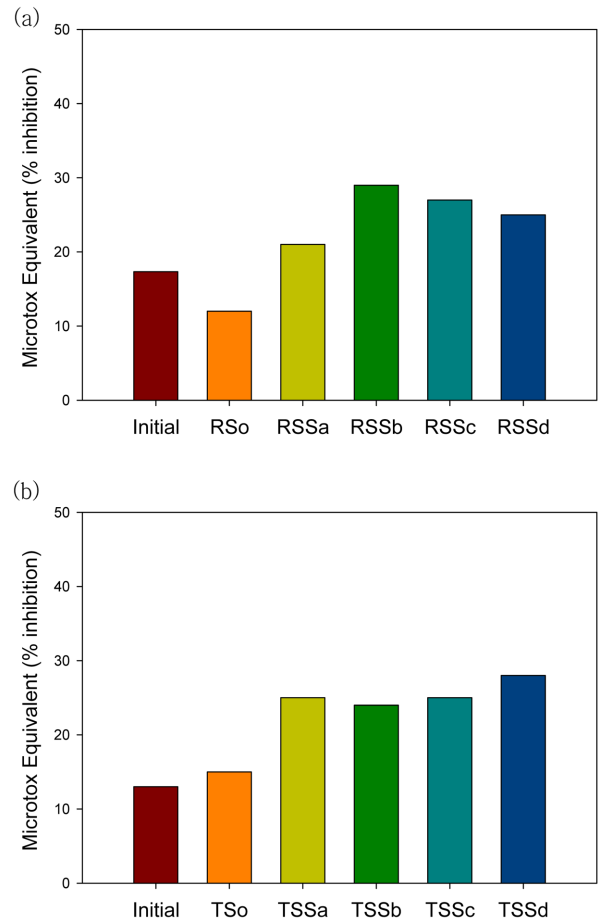 (a)
Microtox Equivalent (% inhibition)
50
40
30
20
10
0
Initial RSo RSSa RSSb RSSc RSSd
(b)
Microtox Equivalent (% inhibition)
50
40
30
20
10
0
Initial TSo TSSa TSSb TSSc TSSd